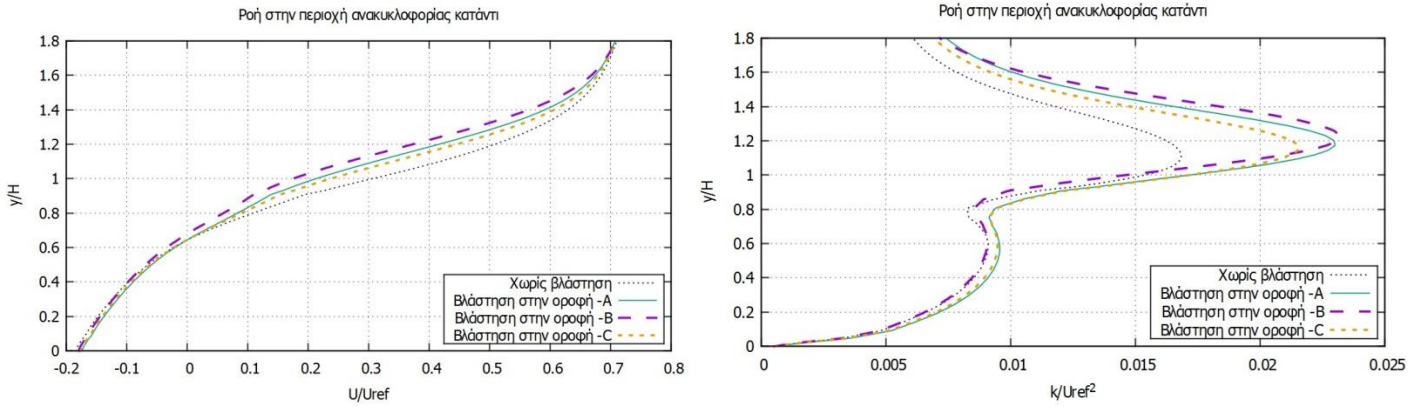 Ροή στην περιοχή ανακυκλοφορίας κατάντι
1.8
1.6
1.4
1.2
1
0.8
0.6
0.4
0.2
0
y/H
-0.2 -0.1 0 0.1 0.2 0.3 0.4 0.5 0.6 0.7 0.8
U/Uref
Χωρίς βλάστηση
Βλάστηση στην οροφή -A
Βλάστηση στην οροφή -B
Βλάστηση στην οροφή -C
Ροή στην περιοχή ανακυκλοφορίας κατάντι
1.8
1.6
1.4
1.2
1
0.8
0.6
0.4
0.2
0
y/H
0 0.005 0.01 0.015 0.02 0.025
k/Uref²
Χωρίς βλάστηση
Βλάστηση στην οροφή -A
Βλάστηση στην οροφή -B
Βλάστηση στην οροφή -C